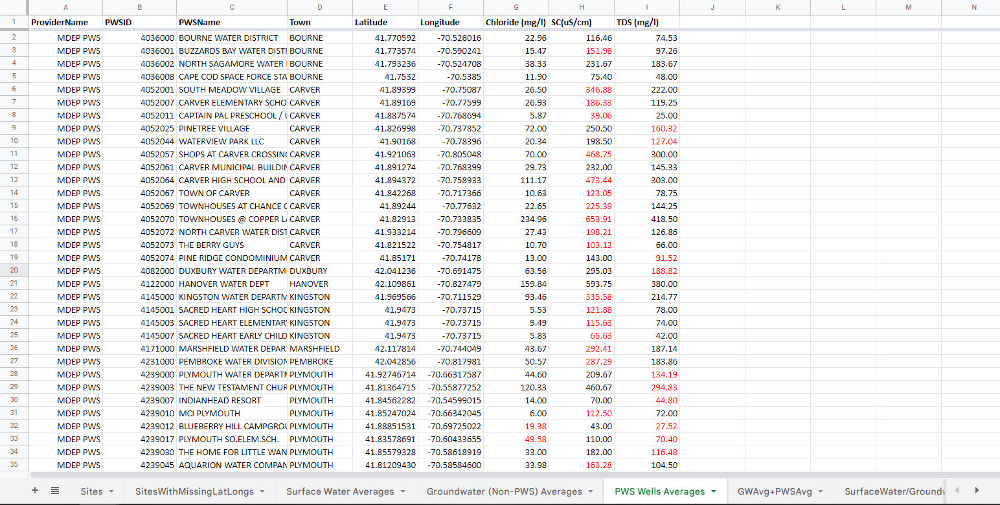 A B C D E F G H I J K L M N
1 ProviderName PWSID PWSName Town Latitude Longitude Chloride (mg/l) SC(uS/cm) TDS (mg/l)
2 MDEP PWS 4036000 BOURNE WATER DISTRICT BOURNE 41.770592 -70.526016 22.96 116.46 74.53
3 MDEP PWS 4036001 BUZZARDS BAY WATER DIST BOURNE 41.773574 -70.590241 15.47 151.98 97.26
4 MDEP PWS 4036002 NORTH SAGAMORE WATER BOURNE 41.793236 -70.524708 38.33 231.67 183.67
5 MDEP PWS 4036008 CAPE COD SPACE FORCE STA BOURNE 41.7532 -70.5385 11.90 75.40 48.00
6 MDEP PWS 4052001 SOUTH MEADOW VILLAGE CARVER 41.89399 -70.75087 26.50 346.88 222.00
7 MDEP PWS 4052007 CARVER ELEMENTARY SCHO CARVER 41.89169 -70.77599 26.93 186.33 119.25
8 MDEP PWS 4052011 CAPTAIN PAL PRESCHOOL / CARVER 41.887574 -70.768694 5.87 39.06 25.00
9 MDEP PWS 4052025 PINETREE VILLAGE CARVER 41.826998 -70.737852 72.00 250.50 160.32
10 MDEP PWS 4052044 WATERVIEW PARK LLC CARVER 41.90168 -70.78396 20.34 198.50 127.04
11 MDEP PWS 4052057 SHOPS AT CARVER CROSSING CARVER 41.921063 -70.805048 70.00 468.75 300.00
12 MDEP PWS 4052061 CARVER MUNICIPAL BUILDIN CARVER 41.891274 -70.768399 29.73 232.00 145.33
13 MDEP PWS 4052064 CARVER HIGH SCHOOL AND CARVER 41.894372 -70.758933 111.17 473.44 303.00
14 MDEP PWS 4052067 TOWN OF CARVER CARVER 41.842268 -70.717366 10.63 123.05 78.75
15 MDEP PWS 4052069 TOWNHOUSES AT CHANCE CARVER 41.89244 -70.77632 22.65 225.39 144.25
16 MDEP PWS 4052070 TOWNHOUSES @ COPPER LA CARVER 41.82913 -70.733835 234.96 653.91 418.50
17 MDEP PWS 4052072 NORTH CARVER WATER DIST CARVER 41.933214 -70.796609 27.43 198.21 126.86
18 MDEP PWS 4052073 THE BERRY GUYS CARVER 41.821522 -70.754817 10.70 103.13 66.00
19 MDEP PWS 4052074 PINE RIDGE CONDOMINIUM CARVER 41.85171 -70.74178 13.00 143.00 91.52
20 MDEP PWS 4082000 DUXBURY WATER DEPARTM DUXBURY 42.041236 -70.691475 63.56 295.03 188.82
21 MDEP PWS 4122000 HANOVER WATER DEPT HANOVER 42.109861 -70.827479 159.84 593.75 380.00
22 MDEP PWS 4145000 KINGSTON WATER DEPARTM KINGSTON 41.969566 -70.711529 93.46 335.58 214.77
23 MDEP PWS 4145001 SACRED HEART HIGH SCHOO KINGSTON 41.9473 -70.73715 5.53 121.88 78.00
24 MDEP PWS 4145003 SACRED HEART ELEMENTARY KINGSTON 41.9473 -70.73715 9.49 115.63 74.00
25 MDEP PWS 4145007 SACRED HEART EARLY CHILD KINGSTON 41.9473 -70.73715 5.83 65.63 42.00
26 MDEP PWS 4171000 MARSHFIELD WATER DEPAR MARSHFIELD 42.117814 -70.744049 43.67 292.41 187.14
27 MDEP PWS 4231000 PEMBROKE WATER DIVISION PEMBROKE 42.042856 -70.817981 50.57 287.29 183.86
28 MDEP PWS 4239000 PLYMOUTH WATER DEPARTM PLYMOUTH 41.92746714 -70.66317587 44.60 209.67 134.19
29 MDEP PWS 4239003 THE NEW TESTAMENT CHUR PLYMOUTH 41.81364715 -70.55877252 120.33 460.67 294.83
30 MDEP PWS 4239007 INDIANHEAD RESORT PLYMOUTH 41.84562282 -70.54599015 14.00 70.00 44.80
31 MDEP PWS 4239010 MCI PLYMOUTH PLYMOUTH 41.85247024 -70.66342045 6.00 112.50 72.00
32 MDEP PWS 4239012 BLUEBERRY HILL CAMPGROU PLYMOUTH 41.88851531 -70.69725022 19.38 43.00 27.52
33 MDEP PWS 4239017 PLYMOUTH SO.ELEM.SCH. PLYMOUTH 41.83578691 -70.60433655 49.58 110.00 70.40
34 MDEP PWS 4239030 THE HOME FOR LITTLE WAN PLYMOUTH 41.85579328 -70.58618919 33.00 182.00 116.48
35 MDEP PWS 4239045 AQUARION WATER COMPAN PLYMOUTH 41.81209430 -70.58584600 33.98 163.28 104.50
Sites SitesWithMissingLatLongs Surface Water Averages Groundwater (Non-PWS) Averages PWS Wells Averages GWAvg+PWSAvg SurfaceWater/Groundw